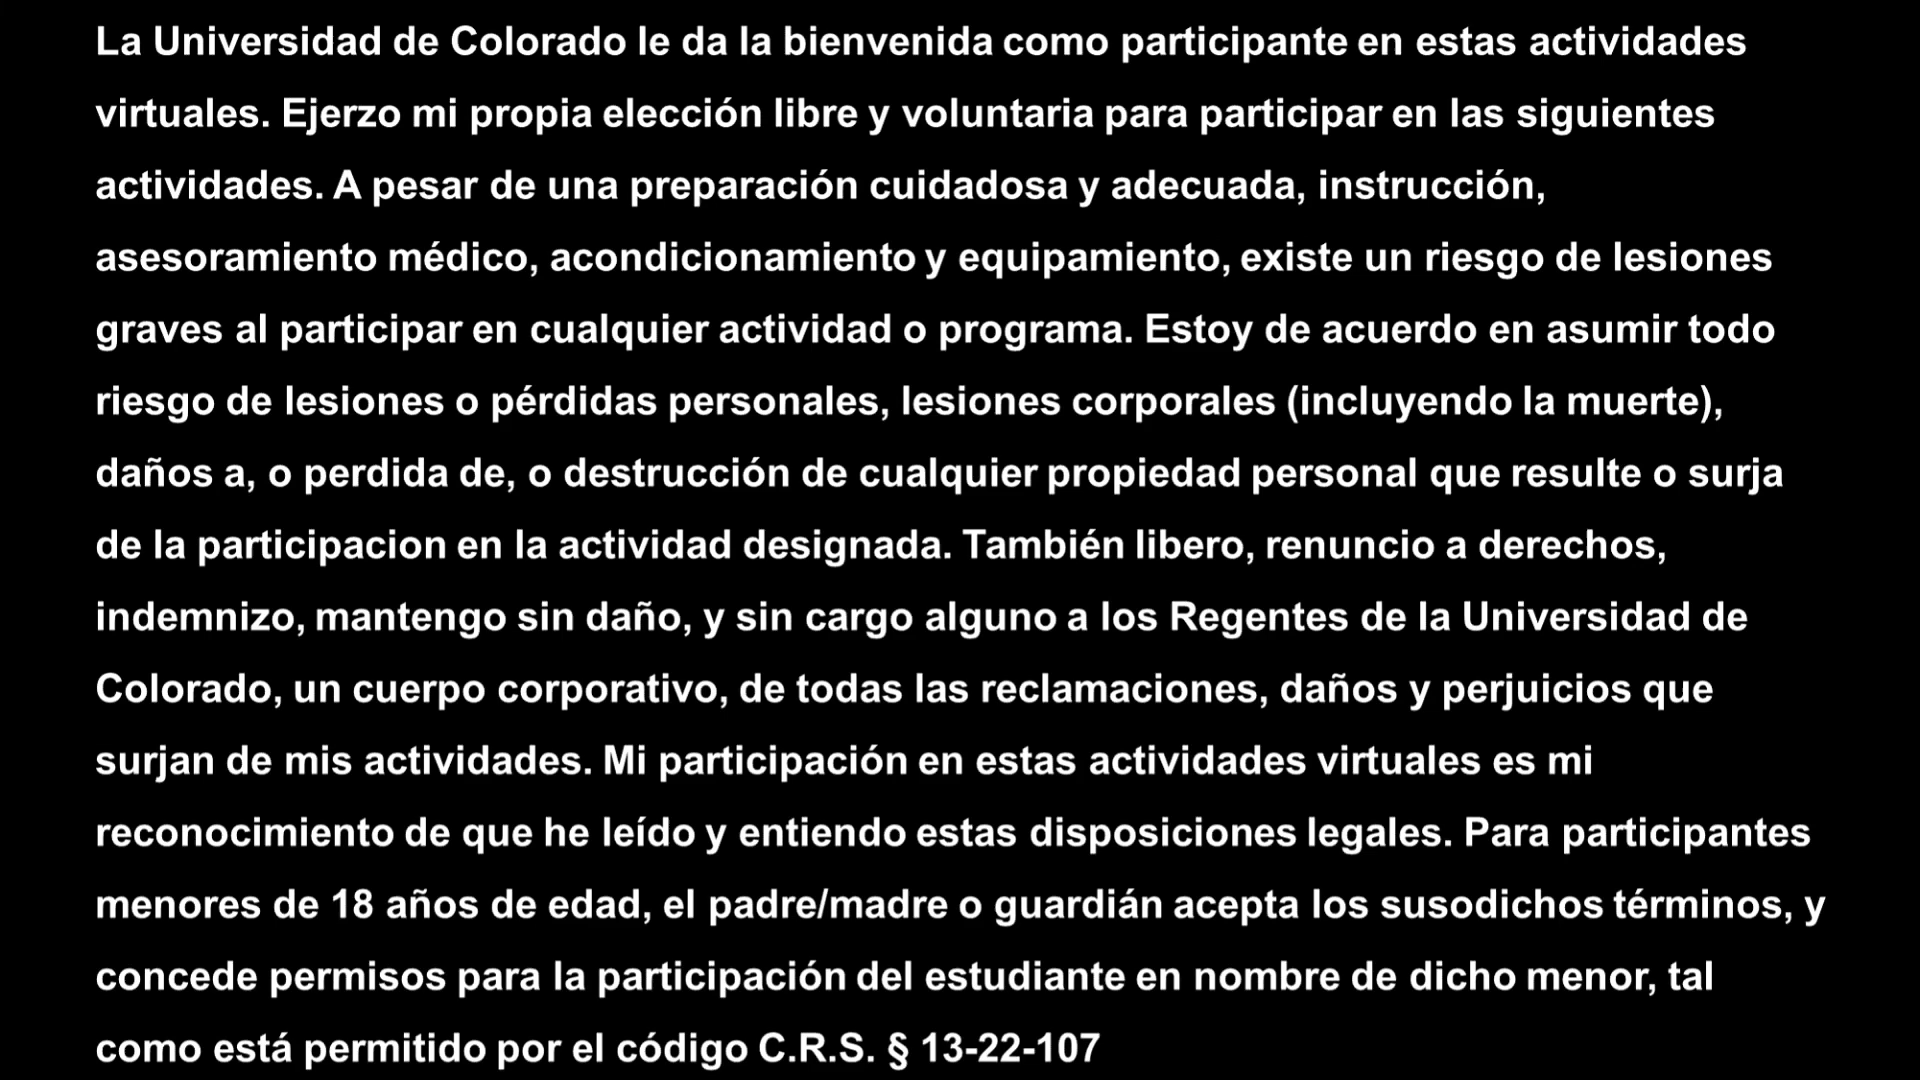 La Universidad de Colorado le da la bienvenida como participante en estas actividades
virtuales. Ejerzo mi propia elección libre y voluntaria para participar en las siguientes
actividades. A pesar de una preparación cuidadosa y adecuada, instrucción,
asesoramiento médico, acondicionamiento y equipamiento, existe un riesgo de lesiones
graves al participar en cualquier actividad o programa. Estoy de acuerdo en asumir todo
riesgo de lesiones o pérdidas personales, lesiones corporales (incluyendo la muerte),
daños a, o perdida de, o destrucción de cualquier propiedad personal que resulte o surja
de la participacion en la actividad designada. También libero, renuncio a derechos,
indemnizo, mantengo sin daño, y sin cargo alguno a los Regentes de la Universidad de
Colorado, un cuerpo corporativo, de todas las reclamaciones, daños y perjuicios que
surjan de mis actividades. Mi participación en estas actividades virtuales es mi
reconocimiento de que he leído y entiendo estas disposiciones legales. Para participantes
menores de 18 años de edad, el padre/madre o guardián acepta los susodichos términos, y
concede permisos para la participación del estudiante en nombre de dicho menor, tal
como está permitido por el código C.R.S. § 13-22-107